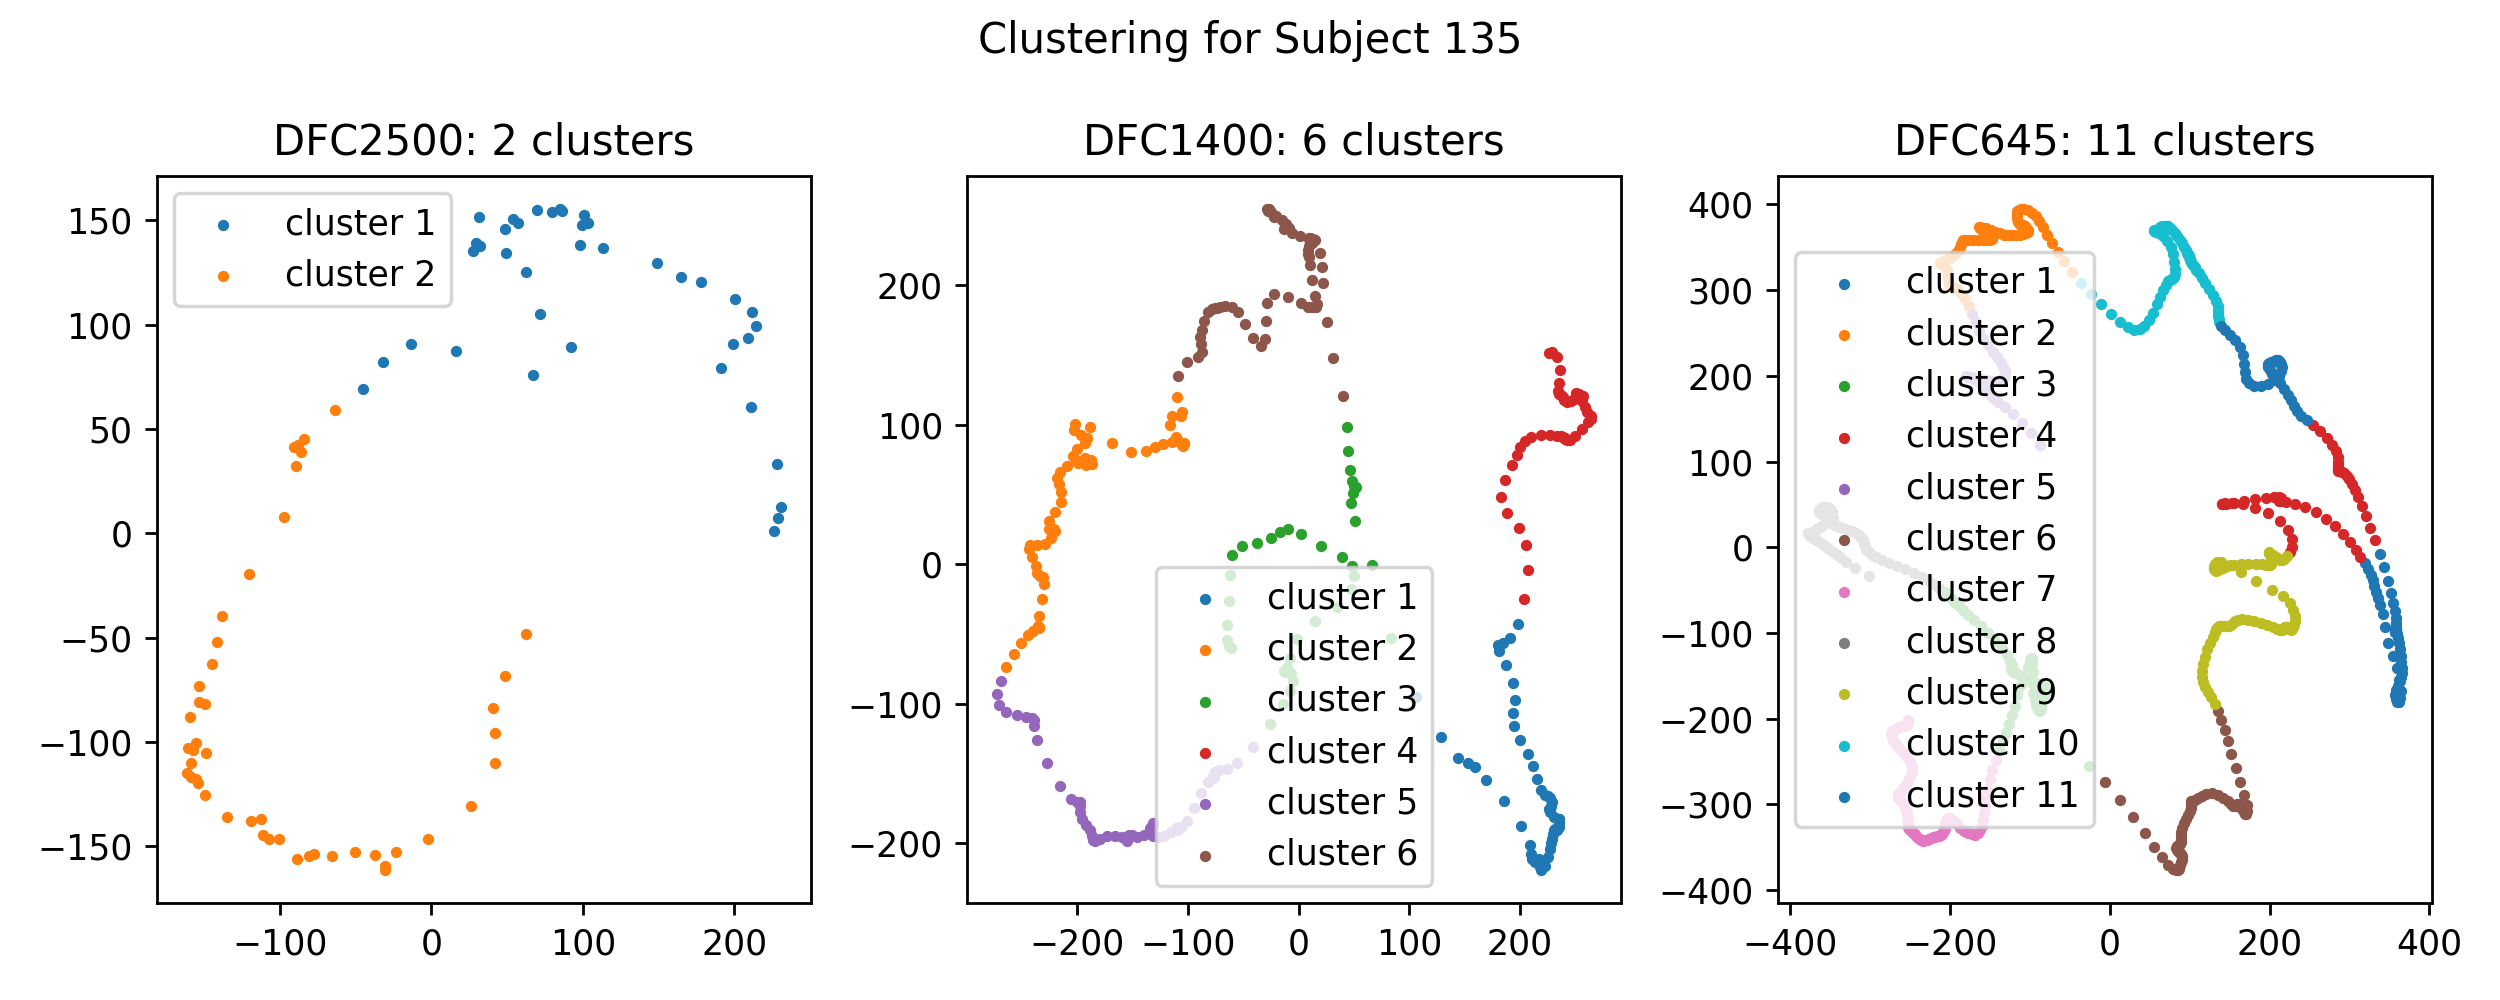 Clustering for Subject 135
DFC2500: 2 clusters
150
100
50
0
−50
−100
−150
−100
0
100
200
cluster 1
cluster 2
DFC1400: 6 clusters
200
100
0
−100
−200
−200
−100
0
100
200
cluster 1
cluster 2
cluster 3
cluster 4
cluster 5
cluster 6
DFC645: 11 clusters
400
300
200
100
0
−100
−200
−300
−400
−400
−200
0
200
400
cluster 1
cluster 2
cluster 3
cluster 4
cluster 5
cluster 6
cluster 7
cluster 8
cluster 9
cluster 10
cluster 11